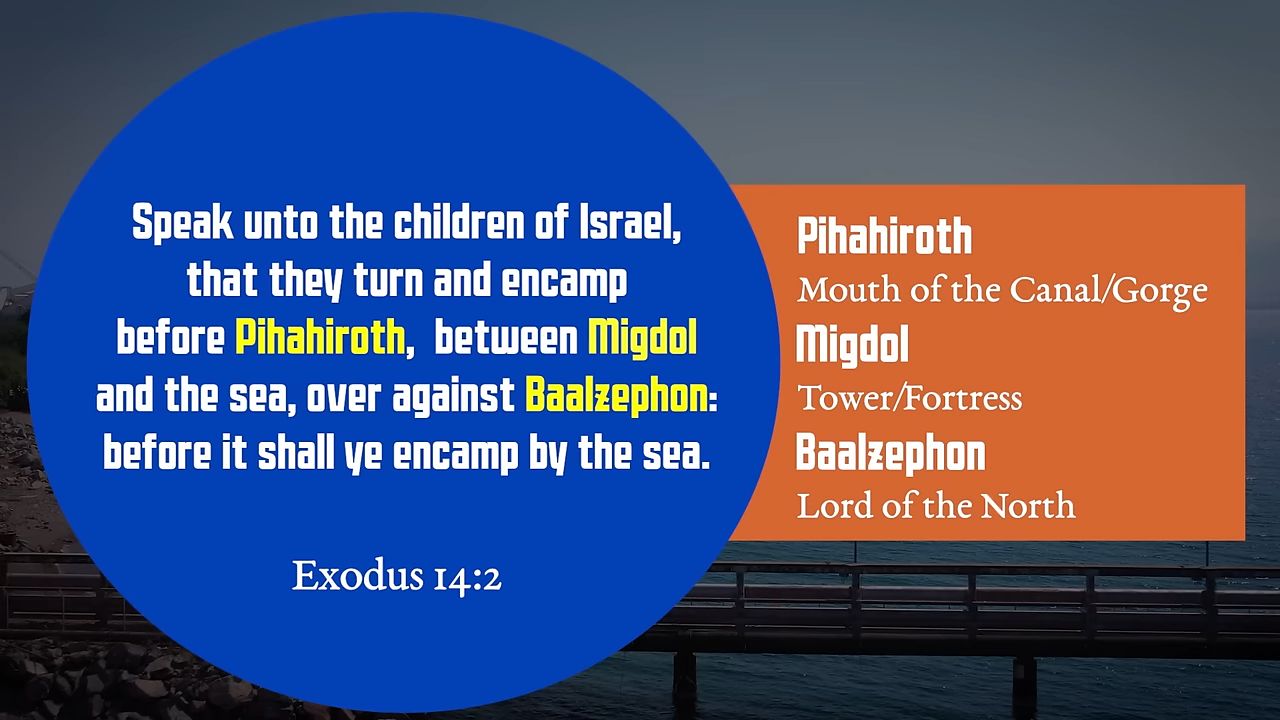 Speak unto the children of Israel,
that they turn and encamp
before Pihahiroth, between Migdol
and the sea, over against Baalzephon:
before it shall ye encamp by the sea.
Exodus 14:2
Pihahiroth
Mouth of the Canal/Gorge
Migdol
Tower/Fortress
Baalzephon
Lord of the North